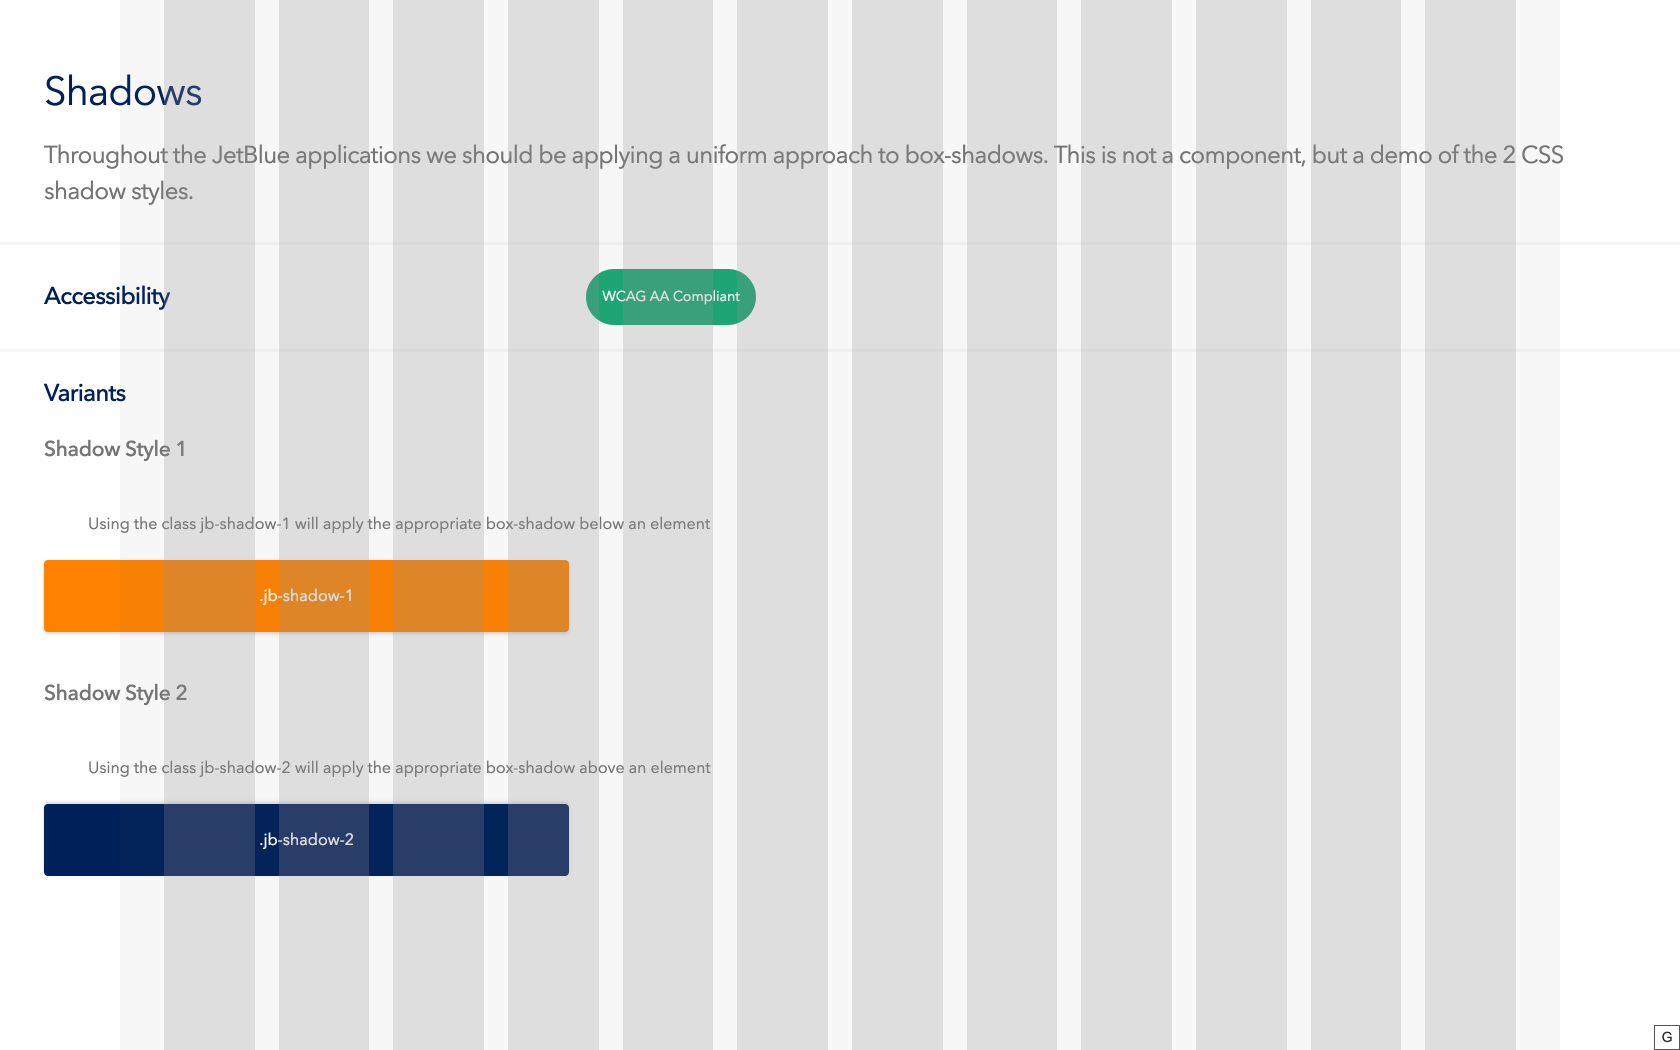 Shadows
Throughout the JetBlue applications we should be applying a uniform approach to box-shadows. This is not a component, but a demo of the 2 CSS
shadow styles.
Accessibility
WCAG AA Compliant
Variants
Shadow Style 1
Using the class jb-shadow-1 will apply the appropriate box-shadow below an element
.jb-shadow-1
Shadow Style 2
Using the class jb-shadow-2 will apply the appropriate box-shadow above an element
.jb-shadow-2
G